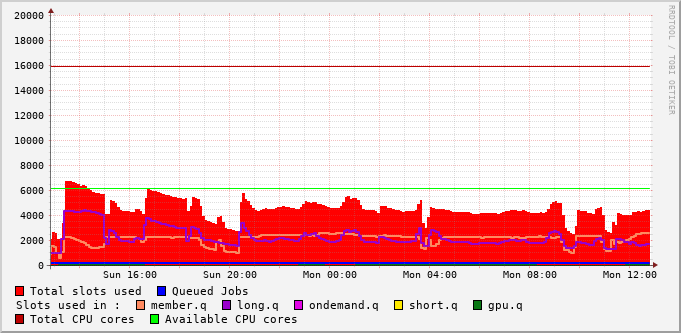 RRDTOOL / TOBI OETIKER
20000
18000
16000
14000
12000
10000
8000
6000
4000
2000
0
Sun 16:00 Sun 20:00 Mon 00:00 Mon 04:00 Mon 08:00 Mon 12:00
Total slots used Queued Jobs
Slots used in : member.q long.q ondemand.q short.q gpu.q
Total CPU cores Available CPU cores